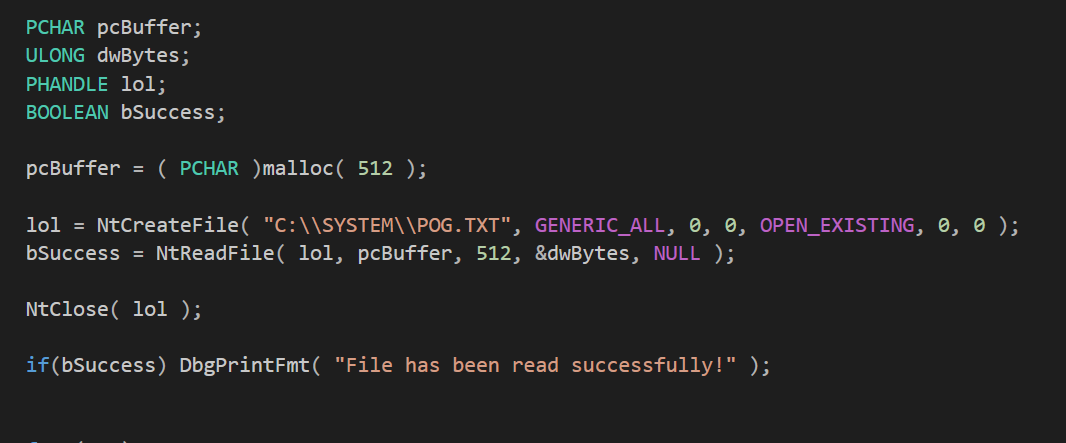 PCHAR pcBuffer;
ULONG dwBytes;
PHANDLE lol;
BOOLEAN bSuccess;
pcBuffer = ( PCHAR )malloc( 512 );
lol = NtCreateFile( "C:\\SYSTEM\\POG.TXT", GENERIC_ALL, 0, 0, OPEN_EXISTING, 0, 0 );
bSuccess = NtReadFile( lol, pcBuffer, 512, &dwBytes, NULL );
NtClose( lol );
if(bSuccess) DbgPrintFmt( "File has been read successfully!" );